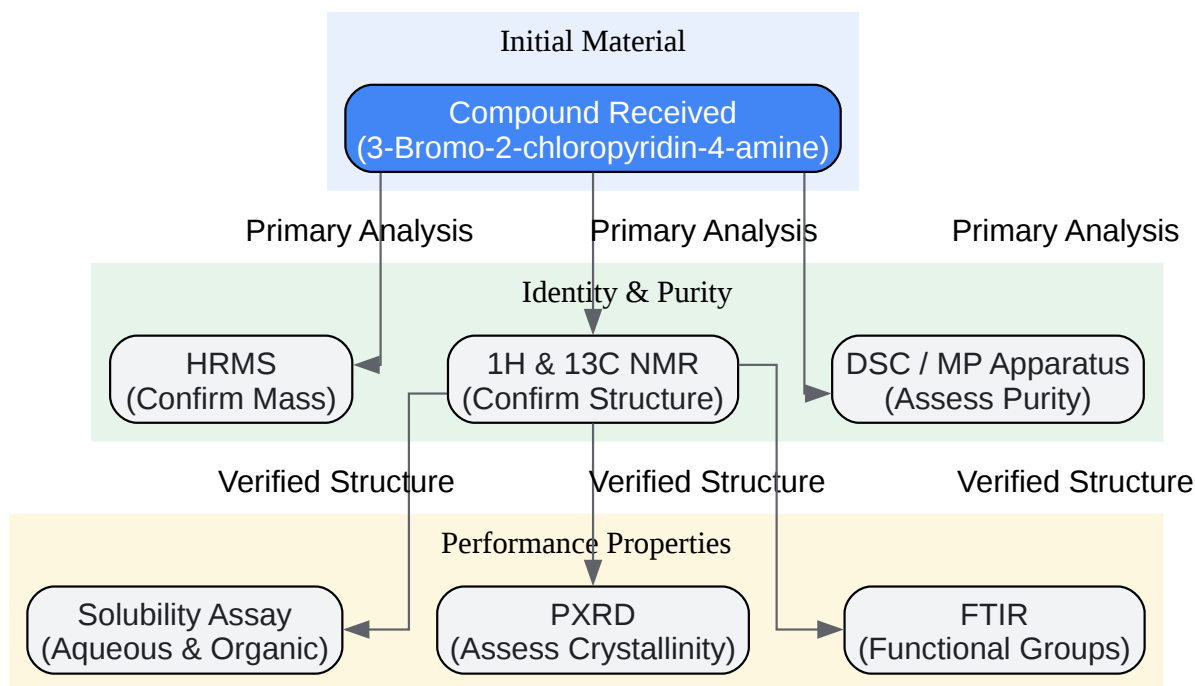 Initial Material
Compound Received
(3-Bromo-2-chloropyridin-4-amine)
Primary Analysis
Primary Analysis
Primary Analysis
Identity & Purity
HRMS
(Confirm Mass)
1H & 13C NMR
(Confirm Structure)
DSC / MP Apparatus
(Assess Purity)
Verified Structure
Verified Structure
Verified Structure
Performance Properties
Solubility Assay
(Aqueous & Organic)
PXRD
(Assess Crystallinity)
FTIR
(Functional Groups)